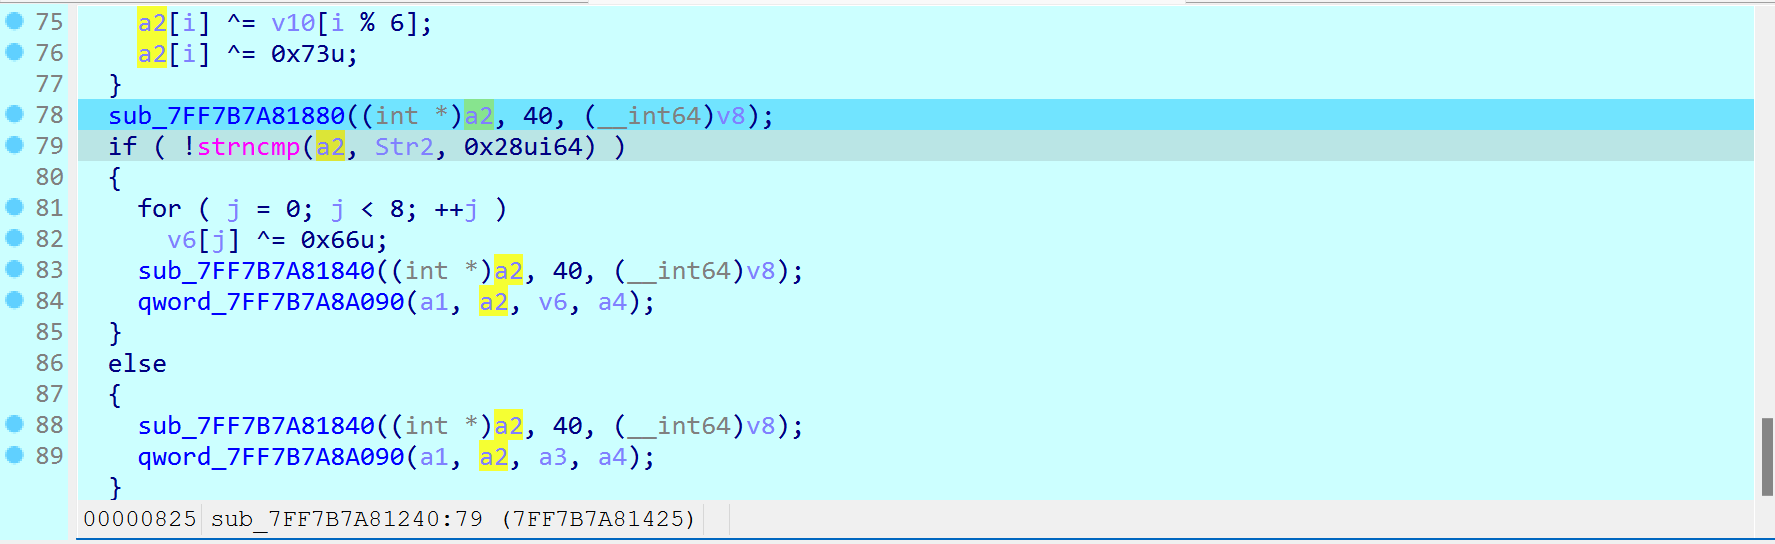 75 a2[i] ^= v10[i % 6];
76 a2[i] ^= 0x73u;
77 }
78 sub_7FF7B7A81880((int *)a2, 40, (__int64)v8);
79 if ( !strncmp(a2, Str2, 0x28ui64) )
80 {
81 for ( j = 0; j < 8; ++j )
82 v6[j] ^= 0x66u;
83 sub_7FF7B7A81840((int *)a2, 40, (__int64)v8);
84 qword_7FF7B7A8A090(a1, a2, v6, a4);
85 }
86 else
87 {
88 sub_7FF7B7A81840((int *)a2, 40, (__int64)v8);
89 qword_7FF7B7A8A090(a1, a2, a3, a4);
}
00000825 sub_7FF7B7A81240:79 (7FF7B7A81425)